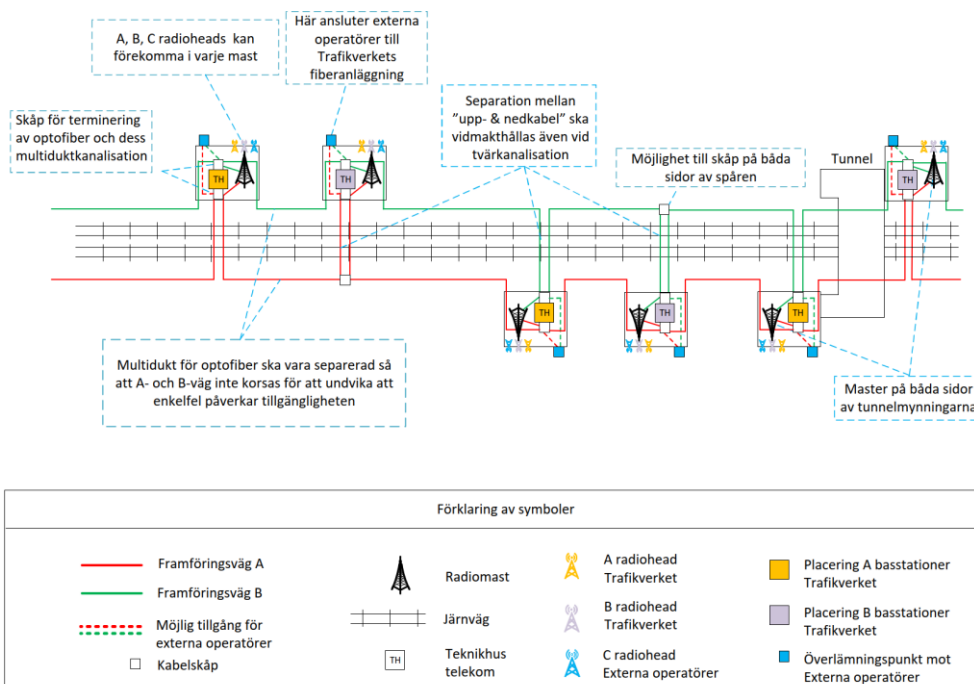 A, B, C radioheads kan
förekomma i varje mast
Här ansluter externa
operatörer till
Trafikverkets
fiberanläggning
Skåp för terminering
av optofiber och dess
multiduktkanalisation
Separation mellan
”upp- & nedkabel” ska
vidmakthållas även vid
tvärkanalisation
Möjlighet till skåp på båda
sidor av spåren
Tunnel
TH
TH
TH
TH
TH
TH
Multidukt för optofiber ska vara separerad så
att A- och B-väg inte korsas för att undvika att
enkelfel påverkar tillgängligheten
Master på båda sidor
av tunnelmynningarna
Förklaring av symboler
Framföringsväg A
Framföringsväg B
Möjlig tillgång för
externa operatörer
Kabelskåp
Radiomast
Järnväg
TH
Teknikhus
telekom
A radiohead
Trafikverket
B radiohead
Trafikverket
C radiohead
Externa operatörer
Placering A basstationer
Trafikverket
Placering B basstationer
Trafikverket
Överlämningspunkt mot
Externa operatörer